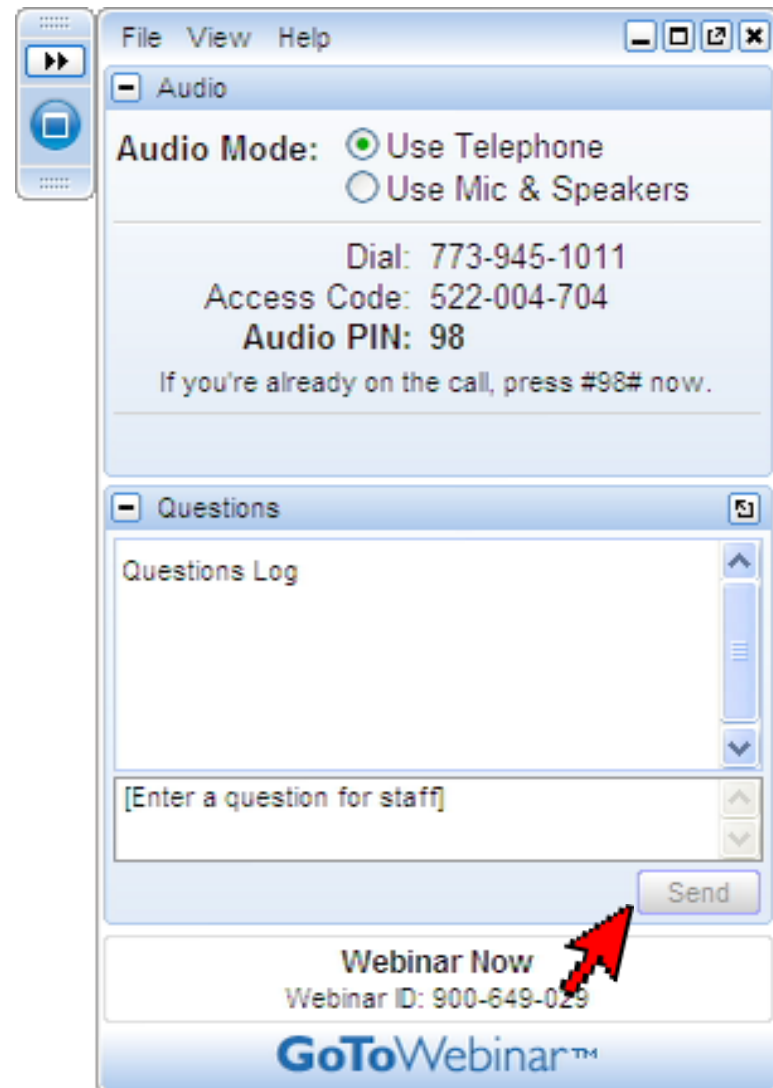 File View Help
Audio
Audio Mode: Use Telephone
Use Mic & Speakers
Dial: 773-945-1011
Access Code: 522-004-704
Audio PIN: 98
If you're already on the call, press #98# now.
Questions
Questions Log
[Enter a question for staff]
Send
Webinar Now
Webinar ID: 900-649-029
GoToWebinar™